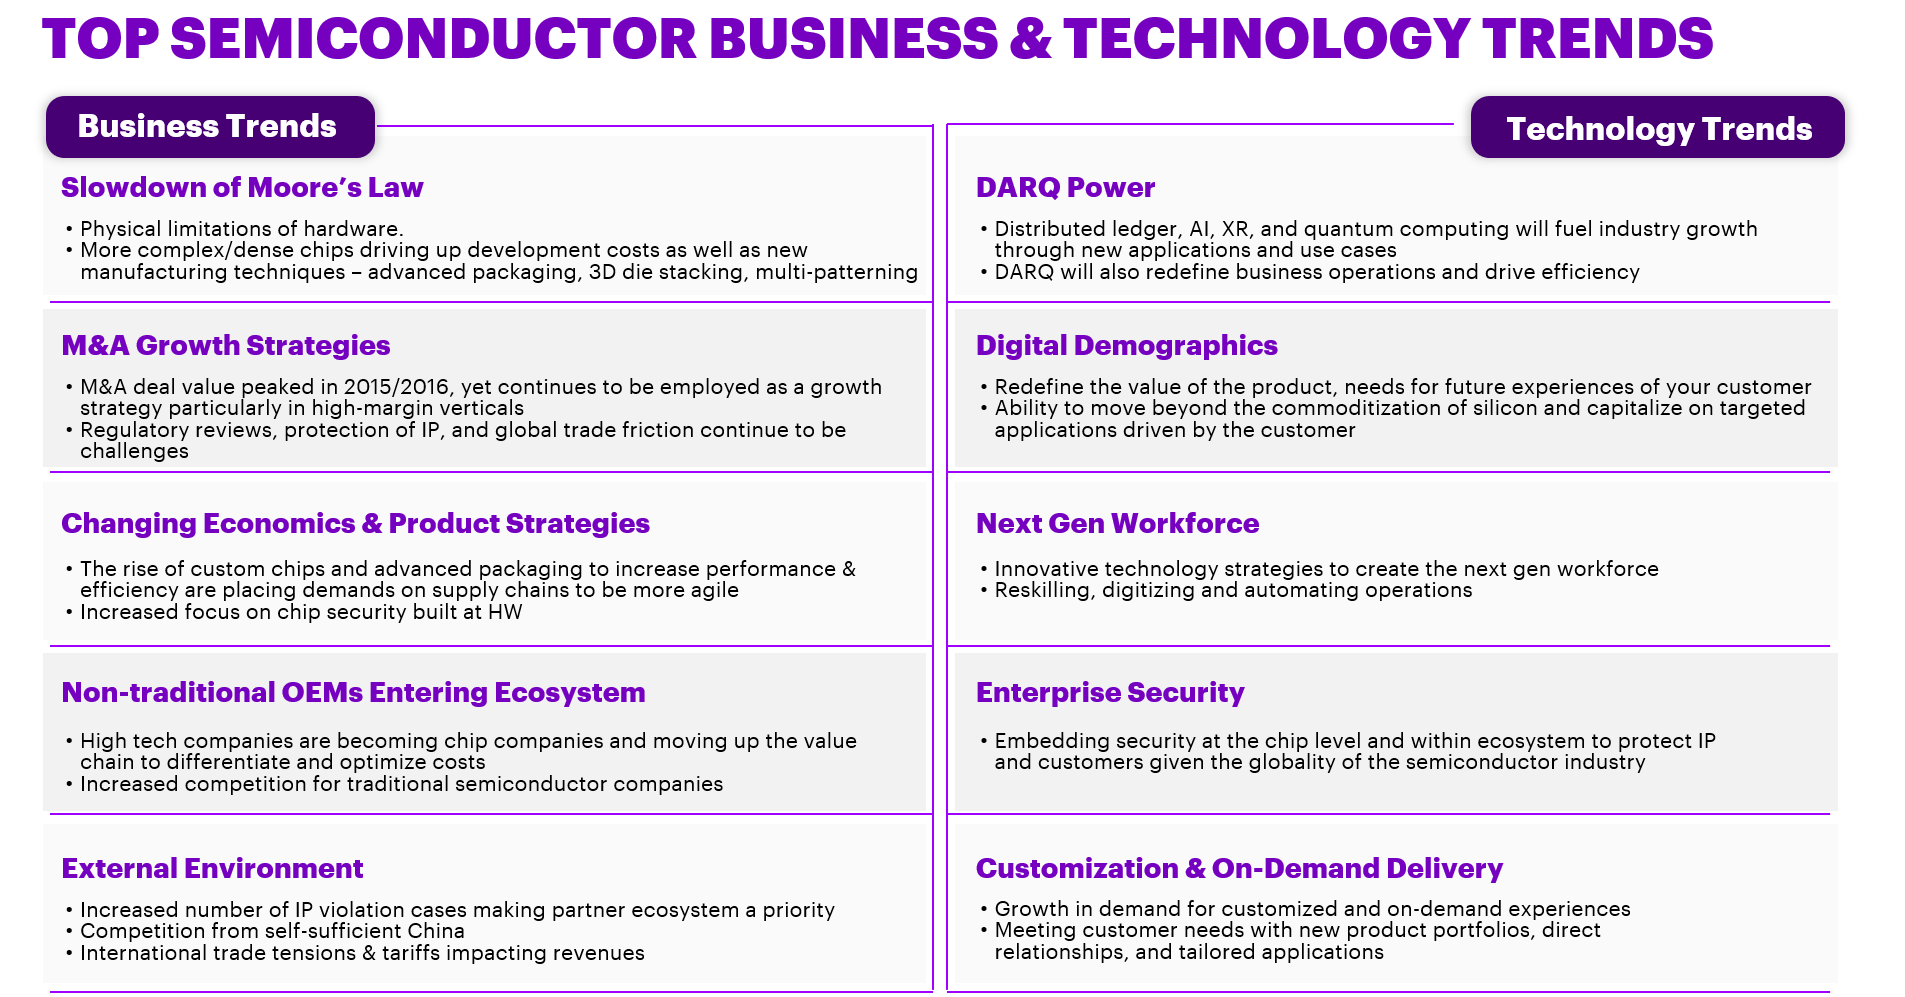 TOP SEMICONDUCTOR BUSINESS & TECHNOLOGY TRENDS
Business Trends
Slowdown of Moore’s Law
• Physical limitations of hardware.
• More complex/dense chips driving up development costs as well as new
manufacturing techniques – advanced packaging, 3D die stacking, multi-patterning
M&A Growth Strategies
• M&A deal value peaked in 2015/2016, yet continues to be employed as a growth
strategy particularly in high-margin verticals
• Regulatory reviews, protection of IP, and global trade friction continue to be
challenges
Changing Economics & Product Strategies
• The rise of custom chips and advanced packaging to increase performance &
efficiency are placing demands on supply chains to be more agile
• Increased focus on chip security built at HW
Non-traditional OEMs Entering Ecosystem
• High tech companies are becoming chip companies and moving up the value
chain to differentiate and optimize costs
• Increased competition for traditional semiconductor companies
External Environment
• Increased number of IP violation cases making partner ecosystem a priority
• Competition from self-sufficient China
• International trade tensions & tariffs impacting revenues
Technology Trends
DARQ Power
• Distributed ledger, AI, XR, and quantum computing will fuel industry growth
through new applications and use cases
• DARQ will also redefine business operations and drive efficiency
Digital Demographics
• Redefine the value of the product, needs for future experiences of your customer
• Ability to move beyond the commoditization of silicon and capitalize on targeted
applications driven by the customer
Next Gen Workforce
• Innovative technology strategies to create the next gen workforce
• Reskilling, digitizing and automating operations
Enterprise Security
• Embedding security at the chip level and within ecosystem to protect IP
and customers given the globality of the semiconductor industry
Customization & On-Demand Delivery
• Growth in demand for customized and on-demand experiences
• Meeting customer needs with new product portfolios, direct
relationships, and tailored applications